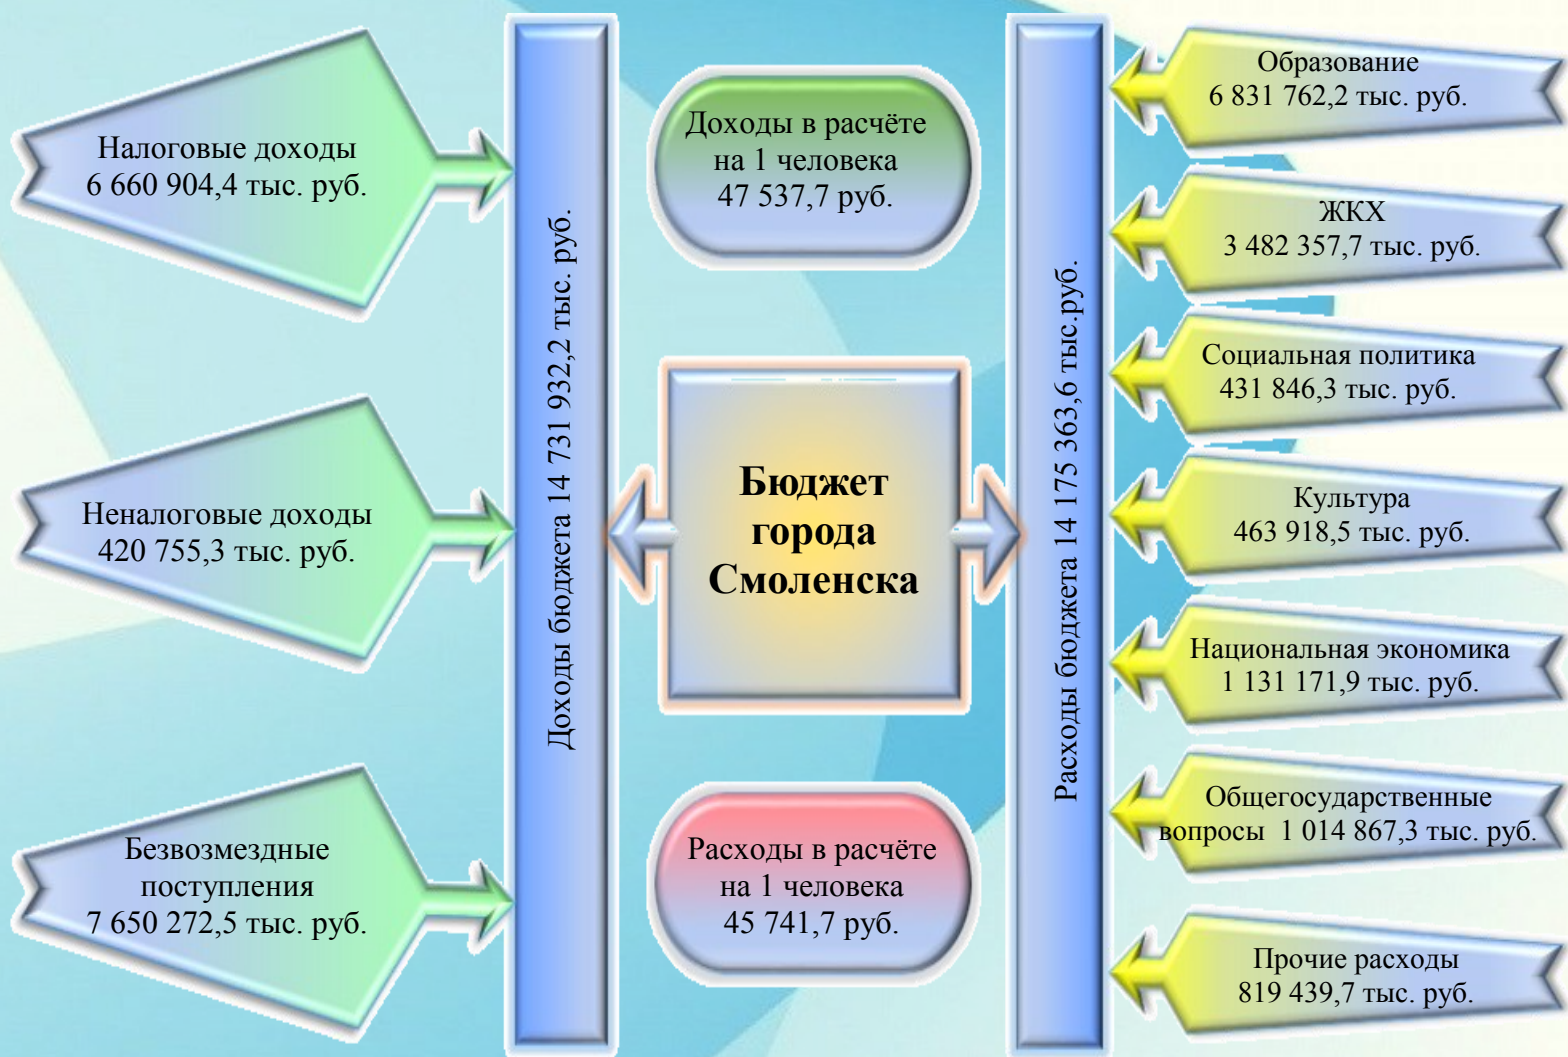 Налоговые доходы
6 660 904,4 тыс. руб.
Неналоговые доходы
420 755,3 тыс. руб.
Безвозмездные
поступления
7 650 272,5 тыс. руб.
Доходы бюджета 14 731 932,2 тыс. руб.
Доходы в расчёте
на 1 человека
47 537,7 руб.
Бюджет
города
Смоленска
Расходы в расчёте
на 1 человека
45 741,7 руб.
Расходы бюджета 14 175 363,6 тыс.руб.
Образование
6 831 762,2 тыс. руб.
ЖКХ
3 482 357,7 тыс. руб.
Социальная политика
431 846,3 тыс. руб.
Культура
463 918,5 тыс. руб.
Национальная экономика
1 131 171,9 тыс. руб.
Общегосударственные
вопросы 1 014 867,3 тыс. руб.
Прочие расходы
819 439,7 тыс. руб.